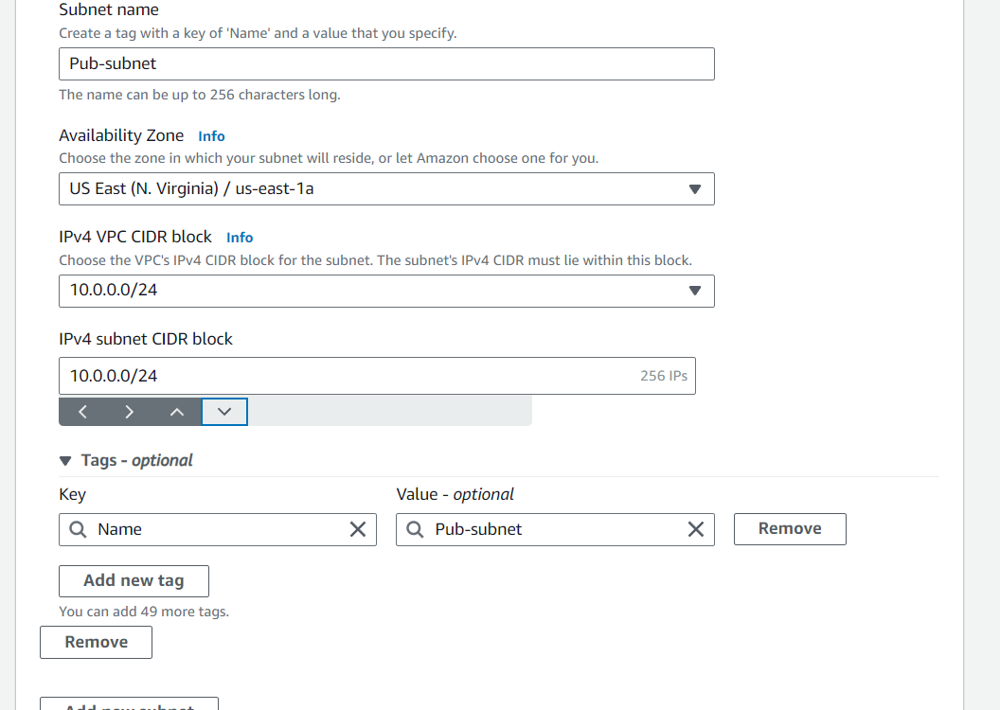 Subnet name
Create a tag with a key of 'Name' and a value that you specify.
Pub-subnet
The name can be up to 256 characters long.
Availability Zone Info
Choose the zone in which your subnet will reside, or let Amazon choose one for you.
US East (N. Virginia) / us-east-1a
IPv4 VPC CIDR block Info
Choose the VPC's IPv4 CIDR block for the subnet. The subnet's IPv4 CIDR must lie within this block.
10.0.0.0/24
IPv4 subnet CIDR block
10.0.0.0/24 256 IPs
Tags - optional
Key Value - optional
Name Pub-subnet Remove
Add new tag
You can add 49 more tags.
Remove
Add new subnet